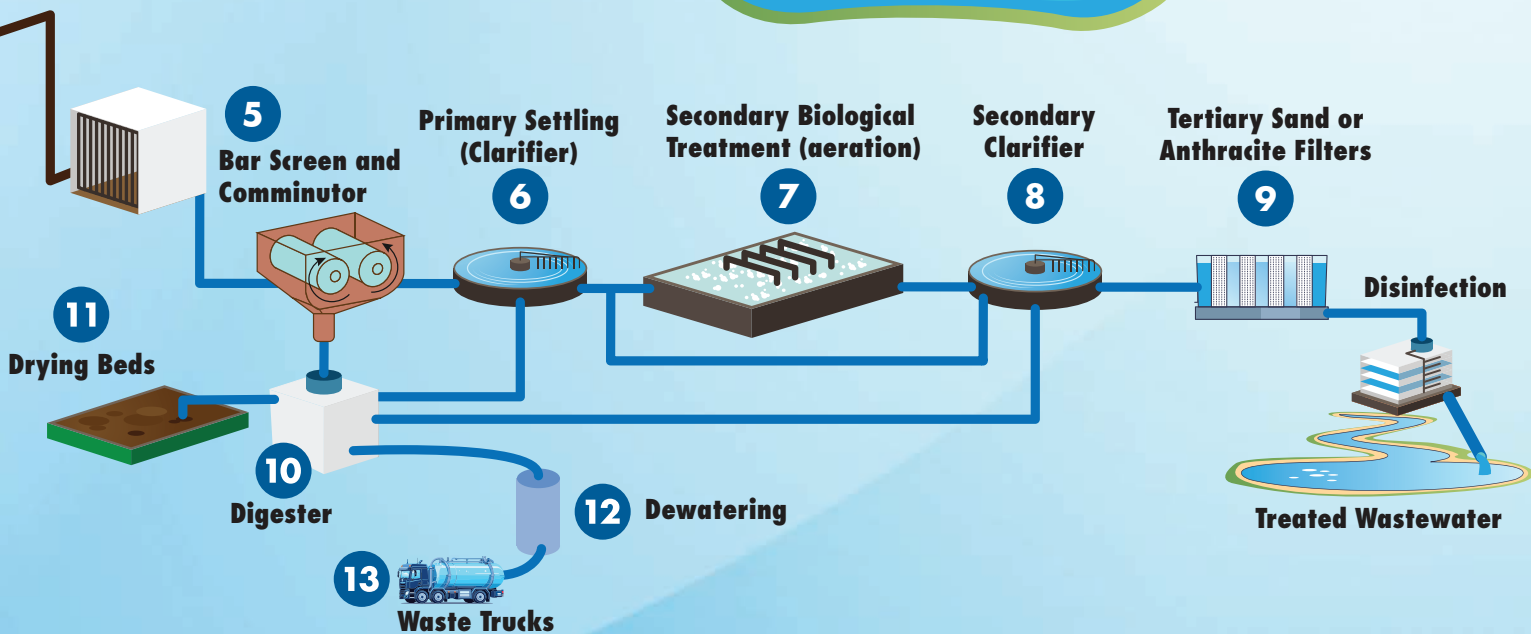 5
Bar Screen and
Comminutor
Primary Settling
(Clarifier)
6
Secondary Biological
Treatment (aeration)
7
Secondary
Clarifier
8
Tertiary Sand or
Anthracite Filters
9
Disinfection
11
Drying Beds
10
Digester
12 Dewatering
Treated Wastewater
13
Waste Trucks